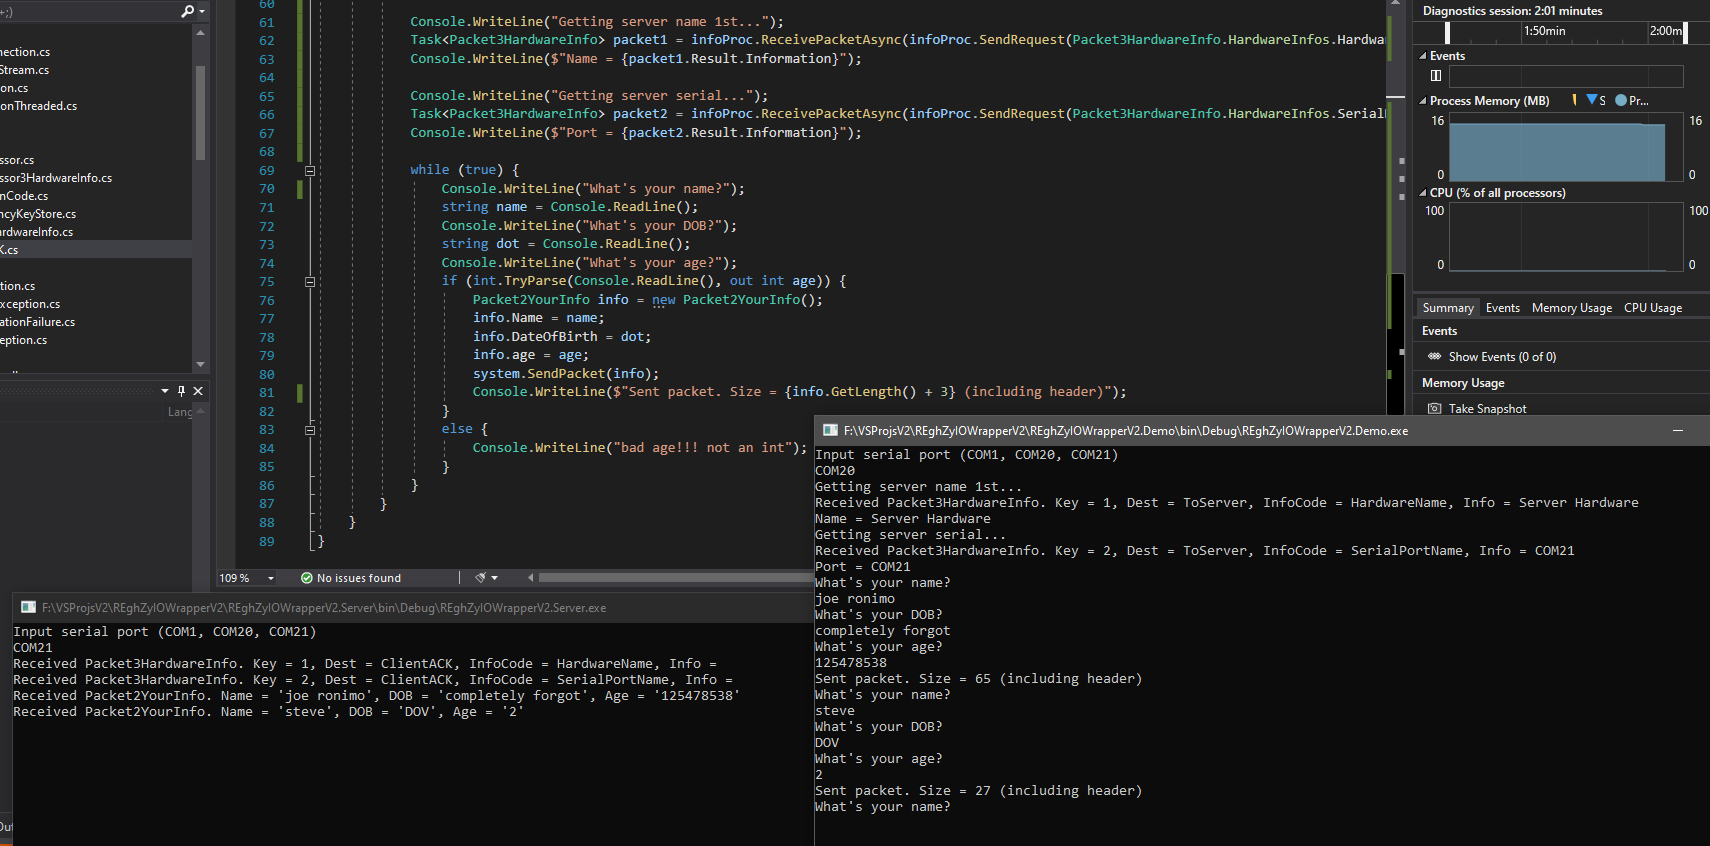 +;)
nection.cs
Stream.cs
on.cs
onThreaded.cs
ssor.cs
ssor3HardwareInfo.cs
nCode.cs
ncyKeyStore.cs
ardwareInfo.cs
K.cs
tion.cs
xception.cs
ationFailure.cs
eption.cs
Lang
Out
60
61 Console.WriteLine("Getting server name 1st...");
62 Task<Packet3HardwareInfo> packet1 = infoProc.ReceivePacketAsync(infoProc.SendRequest(Packet3HardwareInfo.HardwareInfos.Hardwa
63 Console.WriteLine($"Name = {packet1.Result.Information}");
64
65 Console.WriteLine("Getting server serial...");
66 Task<Packet3HardwareInfo> packet2 = infoProc.ReceivePacketAsync(infoProc.SendRequest(Packet3HardwareInfo.HardwareInfos.Serial
67 Console.WriteLine($"Port = {packet2.Result.Information}");
68
69 while (true) {
70 Console.WriteLine("What's your name?");
71 string name = Console.ReadLine();
72 Console.WriteLine("What's your DOB?");
73 string dot = Console.ReadLine();
74 Console.WriteLine("What's your age?");
75 if (int.TryParse(Console.ReadLine(), out int age)) {
76 Packet2YourInfo info = new Packet2YourInfo();
77 info.Name = name;
78 info.DateOfBirth = dot;
79 info.age = age;
80 system.SendPacket(info);
81 Console.WriteLine($"Sent packet. Size = {info.GetLength() + 3} (including header)");
82 }
83 else {
84 Console.WriteLine("bad age!!! not an int");
85 }
86 }
87 }
88 }
89 }
109 % No issues found
Diagnostics session: 2:01 minutes
1:50min 2:00m
Events
Process Memory (MB) S Pr...
16 16
0 0
CPU (% of all processors)
100 100
0 0
Summary Events Memory Usage CPU Usage
Events
Show Events (0 of 0)
Memory Usage
Take Snapshot
F:\VSProjsV2\REghZyIOWrapperV2\REghZyIOWrapperV2.Server\bin\Debug\REghZyIOWrapperV2.Server.exe
Input serial port (COM1, COM20, COM21)
COM21
Received Packet3HardwareInfo. Key = 1, Dest = ClientACK, InfoCode = HardwareName, Info =
Received Packet3HardwareInfo. Key = 2, Dest = ClientACK, InfoCode = SerialPortName, Info =
Received Packet2YourInfo. Name = 'joe ronimo', DOB = 'completely forgot', Age = '125478538'
Received Packet2YourInfo. Name = 'steve', DOB = 'DOV', Age = '2'
F:\VSProjsV2\REghZyIOWrapperV2\REghZyIOWrapperV2.Demo\bin\Debug\REghZyIOWrapperV2.Demo.exe
Input serial port (COM1, COM20, COM21)
COM20
Getting server name 1st...
Received Packet3HardwareInfo. Key = 1, Dest = ToServer, InfoCode = HardwareName, Info = Server Hardware
Name = Server Hardware
Getting server serial...
Received Packet3HardwareInfo. Key = 2, Dest = ToServer, InfoCode = SerialPortName, Info = COM21
Port = COM21
What's your name?
joe ronimo
What's your DOB?
completely forgot
What's your age?
125478538
Sent packet. Size = 65 (including header)
What's your name?
steve
What's your DOB?
DOV
What's your age?
2
Sent packet. Size = 27 (including header)
What's your name?